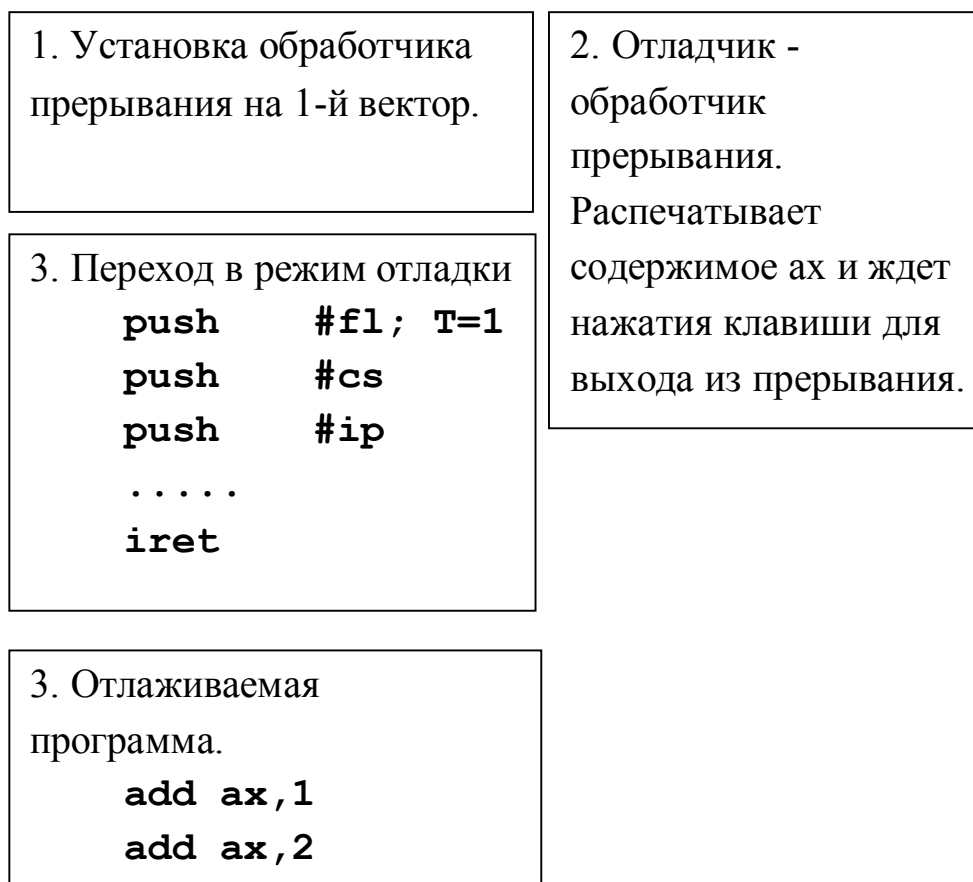 1. Установка обработчика
прерывания на 1-й вектор.
2. Отладчик -
обработчик
прерывания.
Распечатывает
содержимое ах и ждет
нажатия клавиши для
выхода из прерывания.
3. Переход в режим отладки
push #fl; T=1
push #cs
push #ip
.....
iret
3. Отлаживаемая
программа.
add ax,1
add ax,2